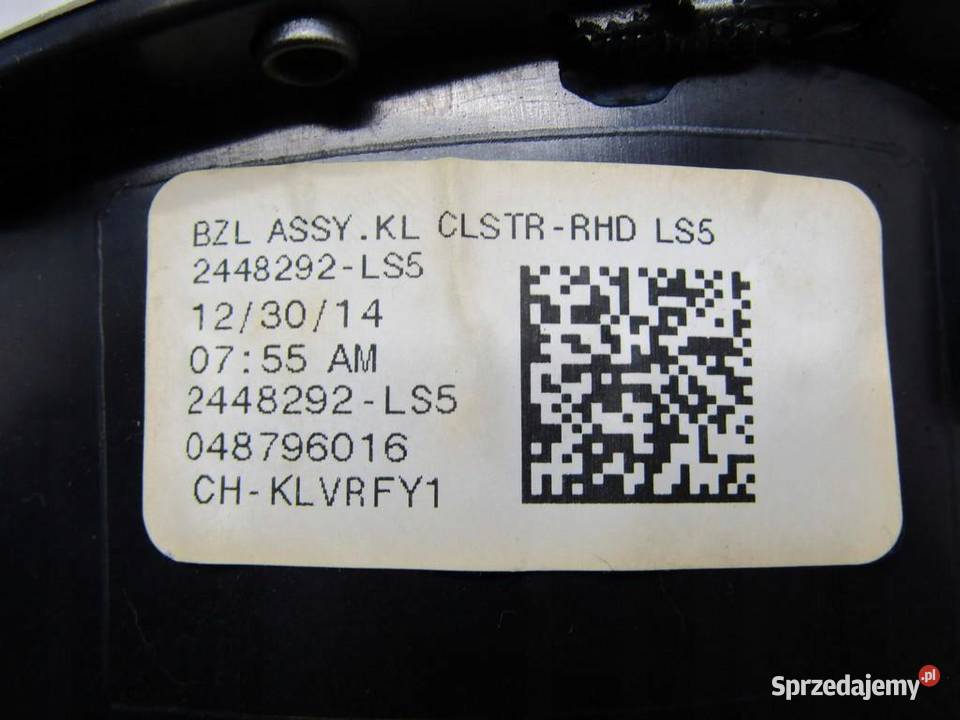 BZL ASSY.KL CLSTR-RHD LS5
2448292-LS5
12/30/14
07:55 AM
2448292-LS5
048796016
CH-KLVRFY1
Sprzedajemy.pl